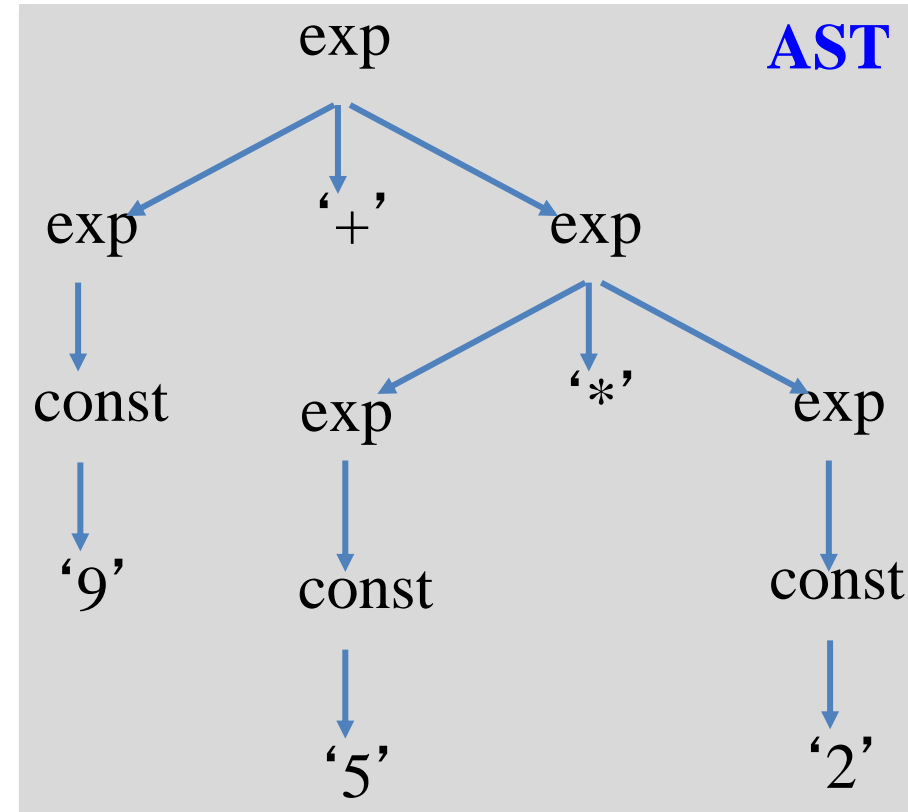 exp AST
exp ‘+’ exp
const exp ‘*’ exp
‘9’ const const
‘5’ ‘2’